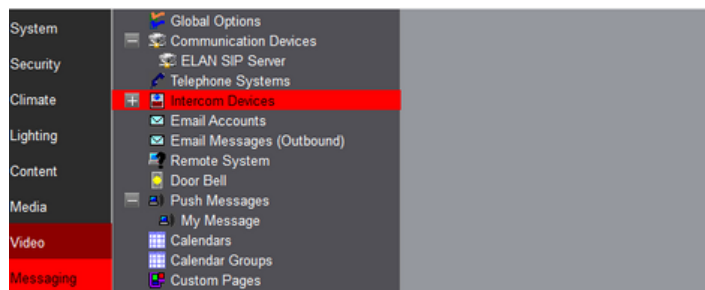 System
Security
Climate
Lighting
Content
Media
Video
Messaging
Global Options
Communication Devices
ELAN SIP Server
Telephone Systems
Intercom Devices
Email Accounts
Email Messages (Outbound)
Remote System
Door Bell
Push Messages
My Message
Calendars
Calendar Groups
Custom Pages